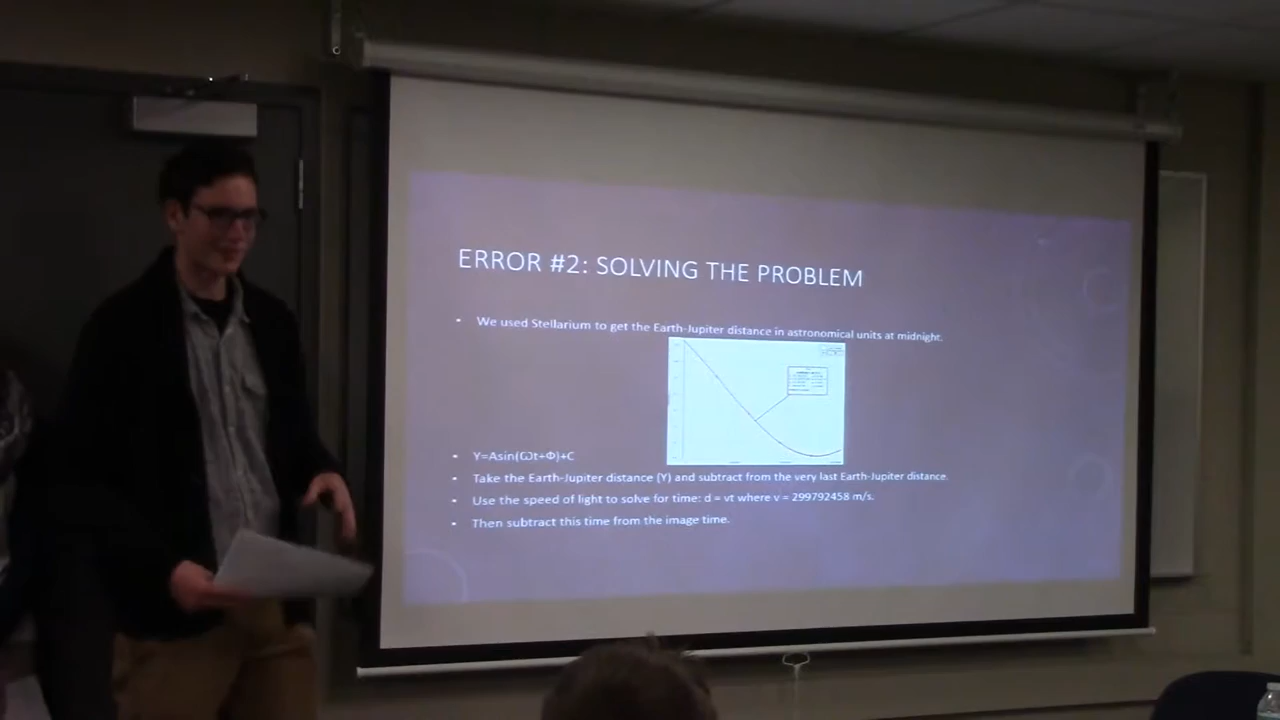 ERROR #2: SOLVING THE PROBLEM
• We used Stellarium to get the Earth-Jupiter distance in astronomical units at midnight.
• Y=Asin(ωt+Φ)+C
• Take the Earth-Jupiter distance (Y) and subtract from the very last Earth-Jupiter distance.
• Use the speed of light to solve for time: d = vt where v = 299792458 m/s.
• Then subtract this time from the image time.